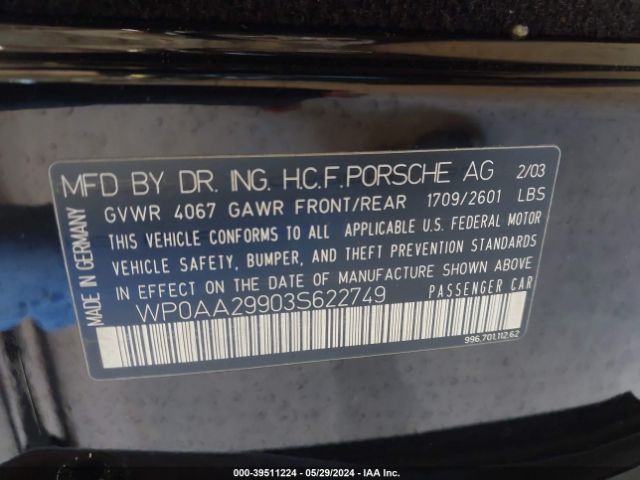 MFD BY DR. ING. H.C.F. PORSCHE AG 2/03
GVWR 4067 GAWR FRONT/REAR 1709/2601 LBS
THIS VEHICLE CONFORMS TO ALL APPLICABLE U.S. FEDERAL MOTOR
VEHICLE SAFETY, BUMPER, AND THEFT PREVENTION STANDARDS
IN EFFECT ON THE DATE OF MANUFACTURE SHOWN ABOVE
WP0AA29903S622749 PASSENGER CAR
996.701.112.62
MADE IN GERMANY
000-39511224 - 05/29/2024 - IAA Inc.